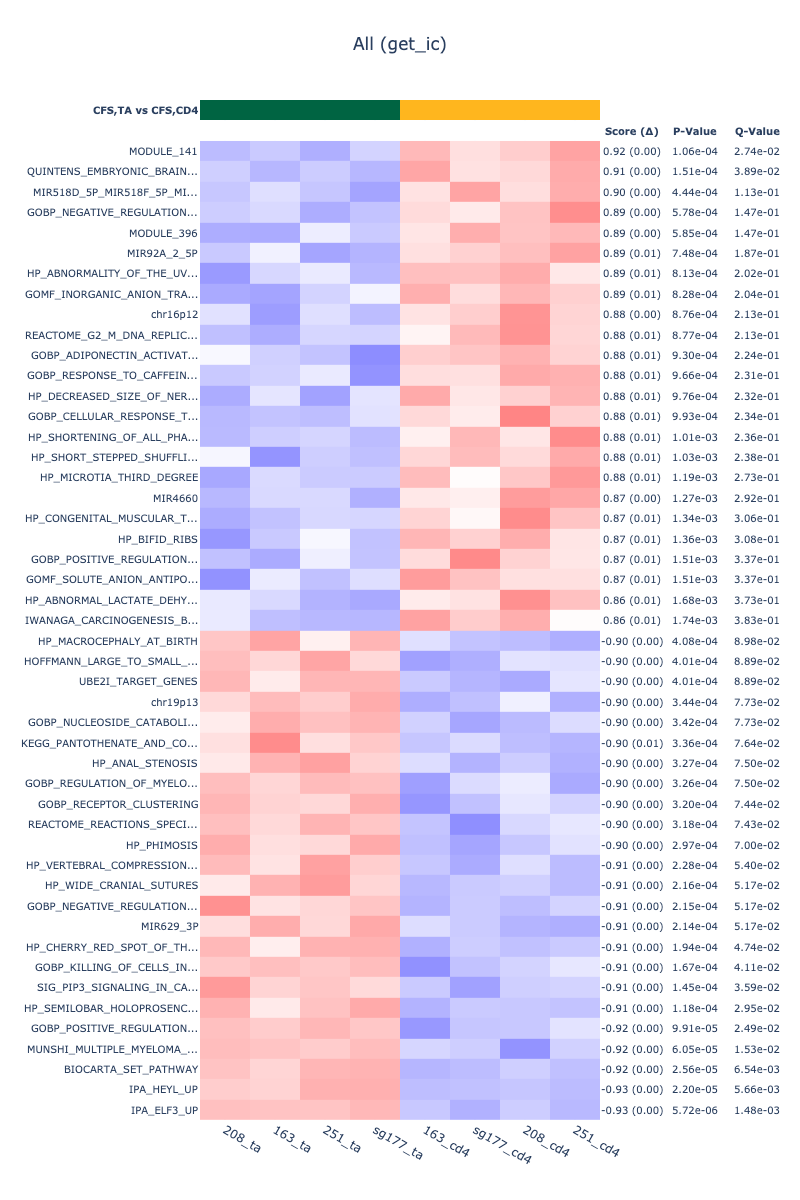 All (get_ic)
CFS,TA vs CFS,CD4
Score (Δ) P-Value Q-Value
MODULE_141 0.92 (0.00) 1.06e-04 2.74e-02
QUINTENS_EMBRYONIC_BRAIN... 0.91 (0.00) 1.51e-04 3.89e-02
MIR518D_5P_MIR518F_5P_MI... 0.90 (0.00) 4.44e-04 1.13e-01
GOBP_NEGATIVE_REGULATION... 0.89 (0.00) 5.78e-04 1.47e-01
MODULE_396 0.89 (0.00) 5.85e-04 1.47e-01
MIR92A_2_5P 0.89 (0.01) 7.48e-04 1.87e-01
HP_ABNORMALITY_OF_THE_UV... 0.89 (0.01) 8.13e-04 2.02e-01
GOMF_INORGANIC_ANION_TRA... 0.89 (0.01) 8.28e-04 2.04e-01
chr16p12 0.88 (0.00) 8.76e-04 2.13e-01
REACTOME_G2_M_DNA_REPLIC... 0.88 (0.01) 8.77e-04 2.13e-01
GOBP_ADIPONECTIN_ACTIVAT... 0.88 (0.01) 9.30e-04 2.24e-01
GOBP_RESPONSE_TO_CAFFEIN... 0.88 (0.01) 9.66e-04 2.31e-01
HP_DECREASED_SIZE_OF_NER... 0.88 (0.01) 9.76e-04 2.32e-01
GOBP_CELLULAR_RESPONSE_T... 0.88 (0.01) 9.93e-04 2.34e-01
HP_SHORTENING_OF_ALL_PHA... 0.88 (0.01) 1.01e-03 2.36e-01
HP_SHORT_STEPPED_SHUFFLI... 0.88 (0.01) 1.03e-03 2.38e-01
HP_MICROTIA_THIRD_DEGREE 0.88 (0.01) 1.19e-03 2.73e-01
MIR4660 0.87 (0.00) 1.27e-03 2.92e-01
HP_CONGENITAL_MUSCULAR_T... 0.87 (0.01) 1.34e-03 3.06e-01
HP_BIFID_RIBS 0.87 (0.01) 1.36e-03 3.08e-01
GOBP_POSITIVE_REGULATION... 0.87 (0.01) 1.51e-03 3.37e-01
GOMF_SOLUTE_ANION_ANTIPO... 0.87 (0.01) 1.51e-03 3.37e-01
HP_ABNORMAL_LACTATE_DEHY... 0.86 (0.01) 1.68e-03 3.73e-01
IWANAGA_CARCINOGENESIS_B... 0.86 (0.01) 1.74e-03 3.83e-01
HP_MACROCEPHALY_AT_BIRTH -0.90 (0.00) 4.08e-04 8.98e-02
HOFFMANN_LARGE_TO_SMALL_... -0.90 (0.00) 4.01e-04 8.89e-02
UBE2I_TARGET_GENES -0.90 (0.00) 4.01e-04 8.89e-02
chr19p13 -0.90 (0.00) 3.44e-04 7.73e-02
GOBP_NUCLEOSIDE_CATABOLI... -0.90 (0.00) 3.42e-04 7.73e-02
KEGG_PANTOTHENATE_AND_CO... -0.90 (0.01) 3.36e-04 7.64e-02
HP_ANAL_STENOSIS -0.90 (0.00) 3.27e-04 7.50e-02
GOBP_REGULATION_OF_MYELO... -0.90 (0.00) 3.26e-04 7.50e-02
GOBP_RECEPTOR_CLUSTERING -0.90 (0.00) 3.20e-04 7.44e-02
REACTOME_REACTIONS_SPECI... -0.90 (0.00) 3.18e-04 7.43e-02
HP_PHIMOSIS -0.90 (0.00) 2.97e-04 7.00e-02
HP_VERTEBRAL_COMPRESSION... -0.91 (0.00) 2.28e-04 5.40e-02
HP_WIDE_CRANIAL_SUTURES -0.91 (0.00) 2.16e-04 5.17e-02
GOBP_NEGATIVE_REGULATION... -0.91 (0.00) 2.15e-04 5.17e-02
MIR629_3P -0.91 (0.00) 2.14e-04 5.17e-02
HP_CHERRY_RED_SPOT_OF_TH... -0.91 (0.00) 1.94e-04 4.74e-02
GOBP_KILLING_OF_CELLS_IN... -0.91 (0.00) 1.67e-04 4.11e-02
SIG_PIP3_SIGNALING_IN_CA... -0.91 (0.00) 1.45e-04 3.59e-02
HP_SEMILOBAR_HOLOPROSENC... -0.91 (0.00) 1.18e-04 2.95e-02
GOBP_POSITIVE_REGULATION... -0.92 (0.00) 9.91e-05 2.49e-02
MUNSHI_MULTIPLE_MYELOMA_... -0.92 (0.00) 6.05e-05 1.53e-02
BIOCARTA_SET_PATHWAY -0.92 (0.00) 2.56e-05 6.54e-03
IPA_HEYL_UP -0.93 (0.00) 2.20e-05 5.66e-03
IPA_ELF3_UP -0.93 (0.00) 5.72e-06 1.48e-03
208_ta 163_ta 251_ta sg177_ta 163_cd4 sg177_cd4 208_cd4 251_cd4